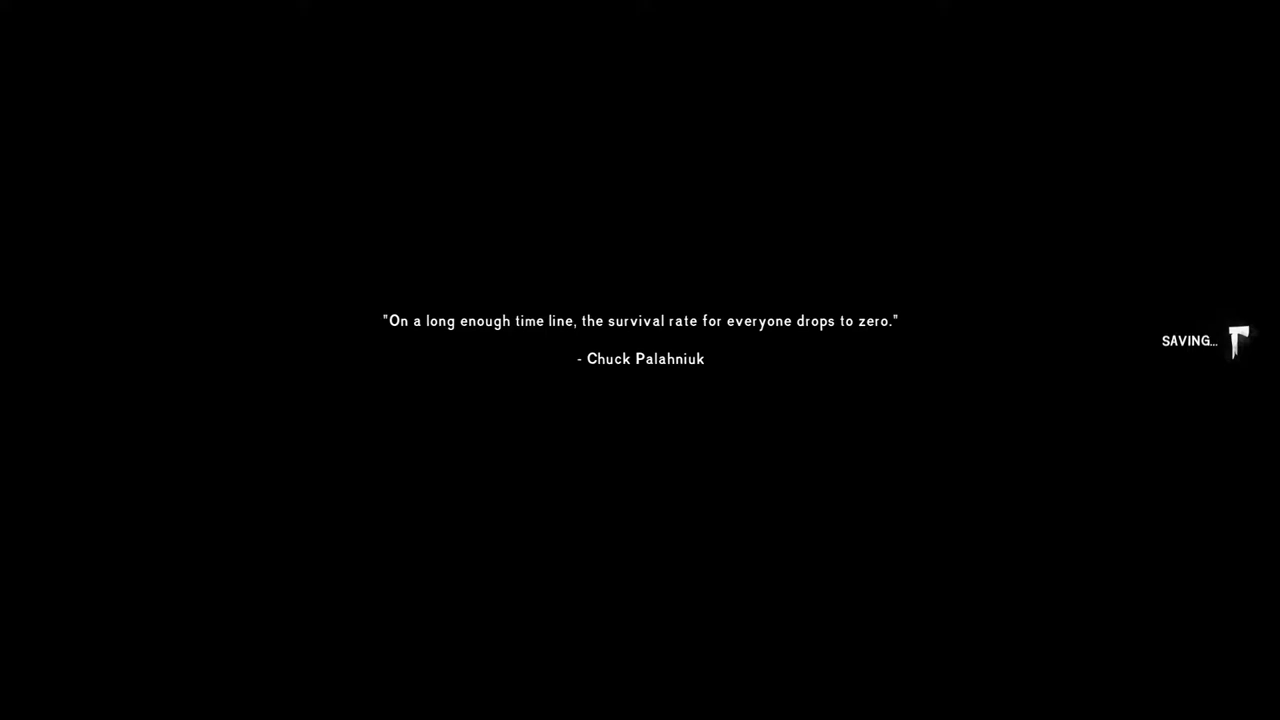 "On a long enough time line, the survival rate for everyone drops to zero."
SAVING...
- Chuck Palahniuk